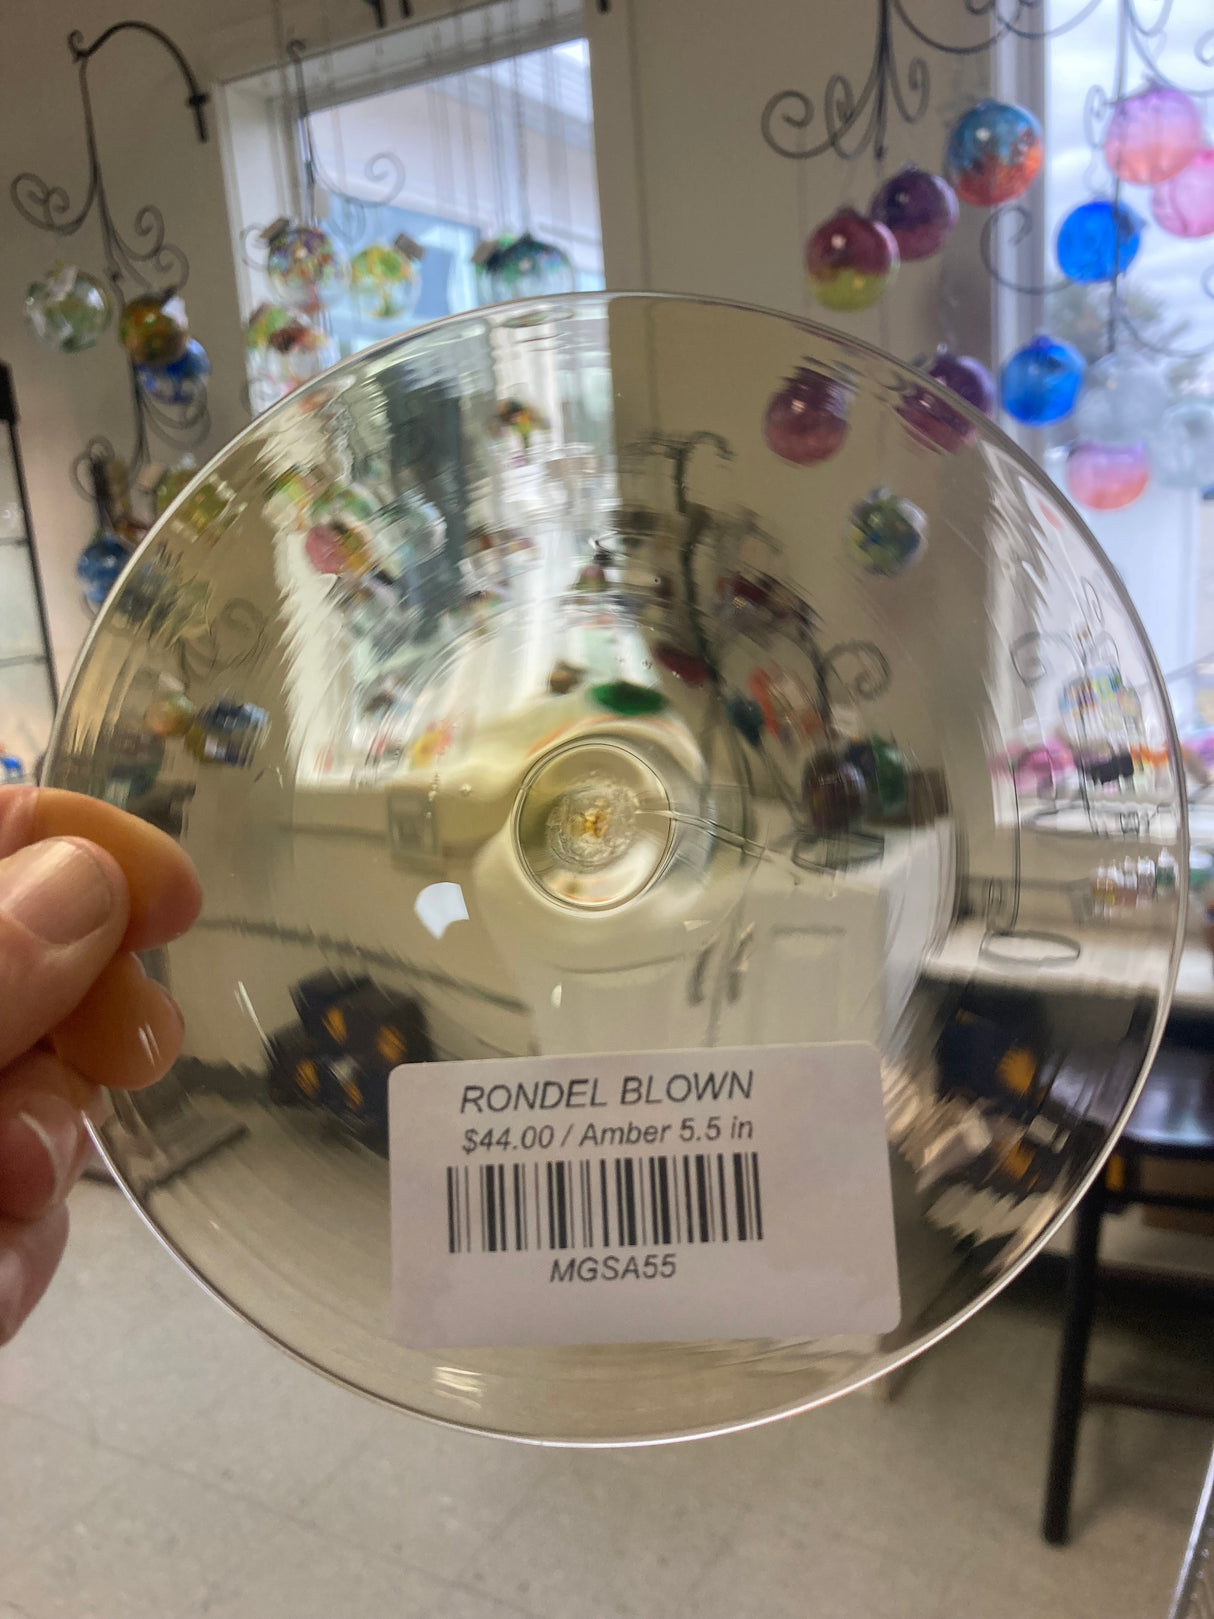 RONDEL BLOWN
$44.00 / Amber 5.5 in
MGSA55